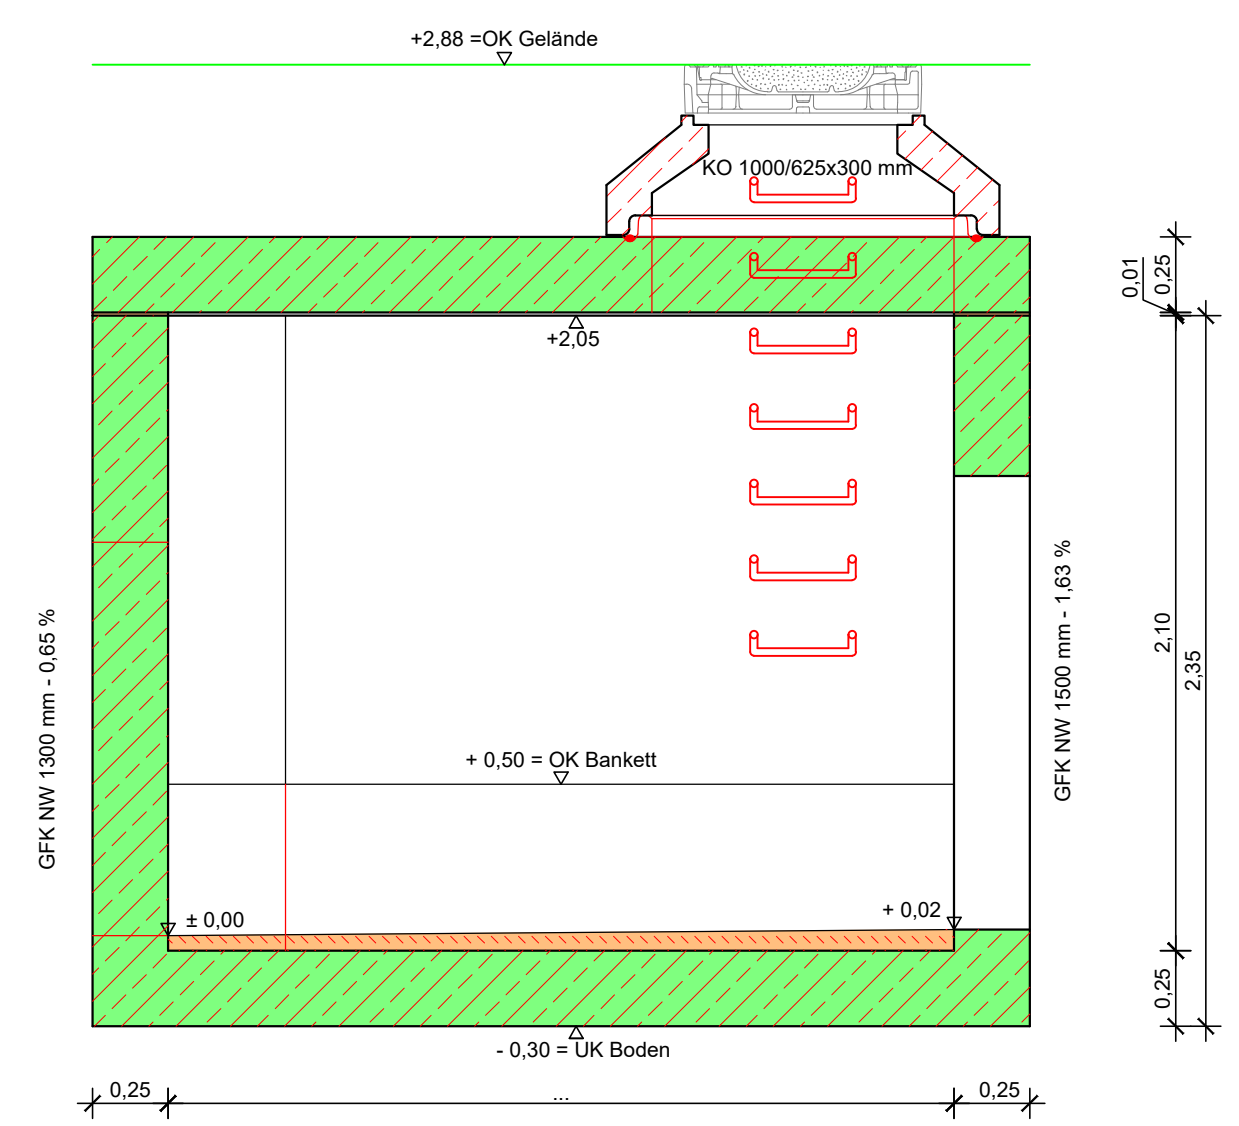 +2,88 =OK Gelände
KO 1000/625x300 mm
0,01
0,25
+2,05
GFK NW 1300 mm - 0,65 %
GFK NW 1500 mm - 1,63 %
2,10
2,35
+ 0,50 = OK Bankett
± 0,00
+ 0,02
0,25
- 0,30 = UK Boden
0,25
...
0,25